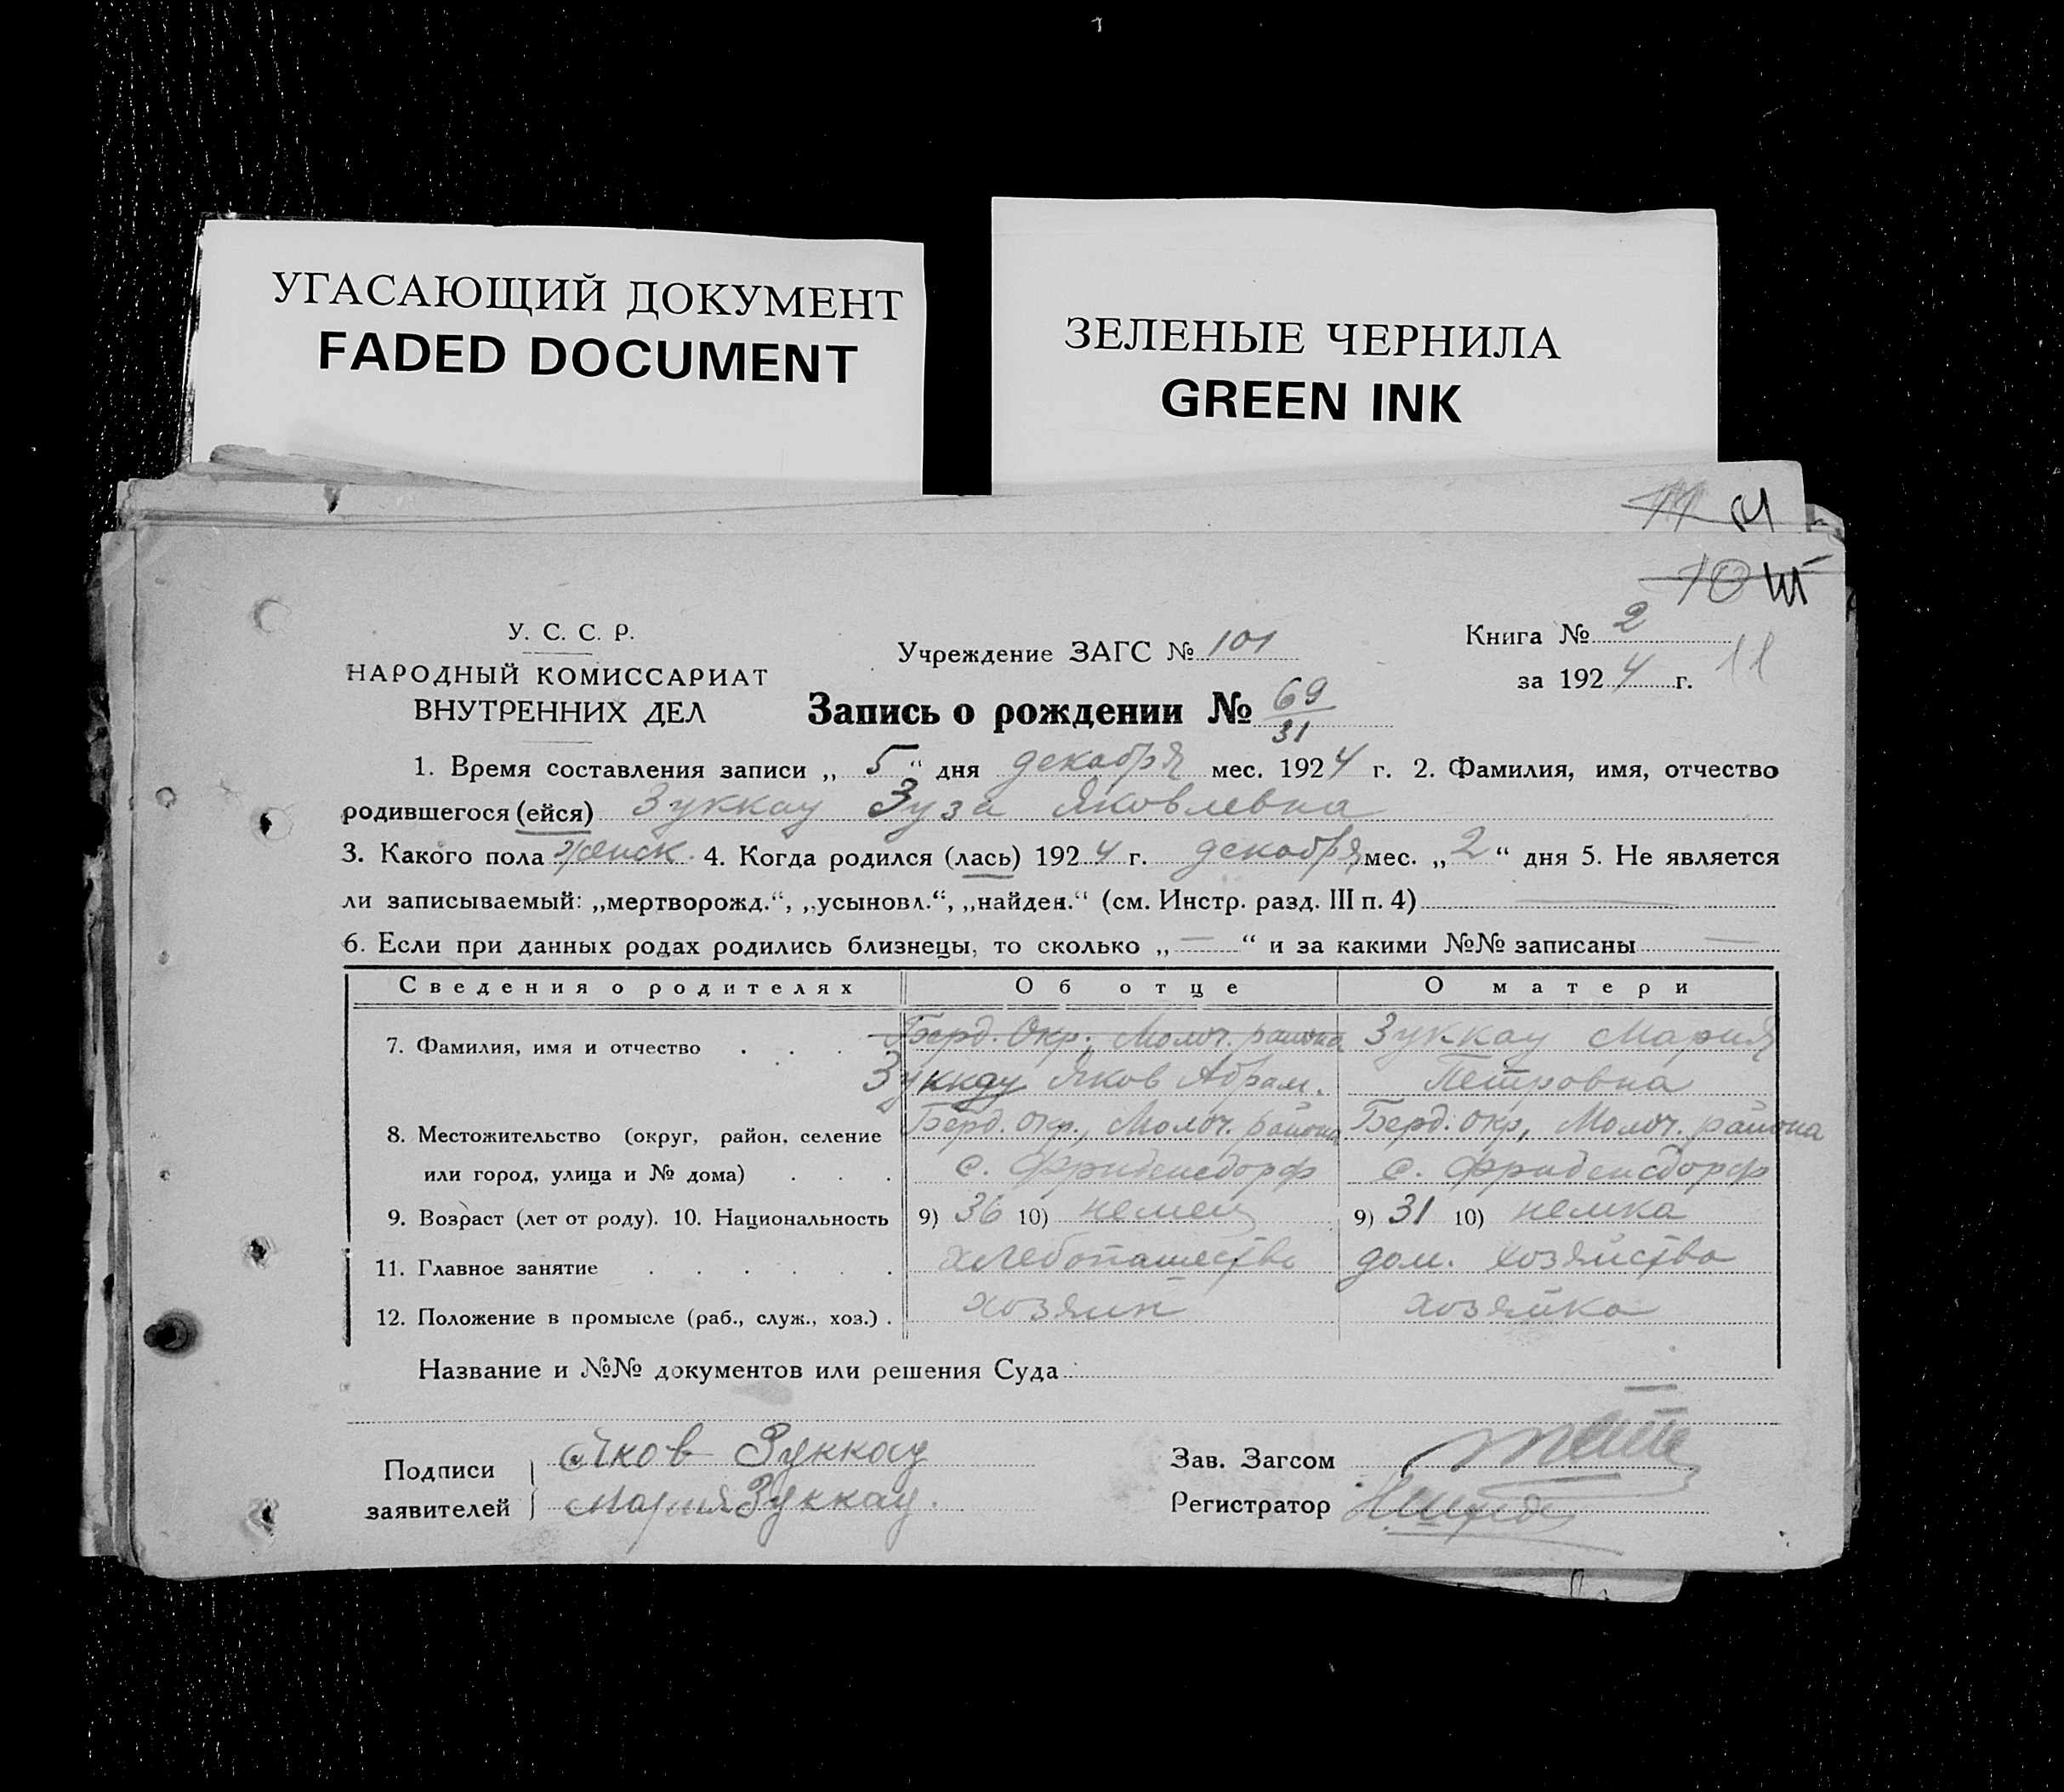 УГАСАЮЩИЙ ДОКУМЕНТ
FADED DOCUMENT
ЗЕЛЕНЫЕ ЧЕРНИЛА
GREEN INK
10
У. С. С. Р.
НАРОДНЫЙ КОМИССАРИАТ
ВНУТРЕННИХ ДЕЛ
Учреждение ЗАГС № 101
Книга № 2
за 1924 г. 11
Запись о рождении № 69
31
1. Время составления записи „ 5 “ дня декабря мес. 1924 г. 2. Фамилия, имя, отчество
родившегося (ейся) Зуккау Зуза Яковлевна
3. Какого пола женск. 4. Когда родился (лась) 1924 г. декабря мес. „ 2 “ дня 5. Не является
ли записываемый: „мертворожд.“, „усыновл.“, „найден.“ (см. Инстр. разд. III п. 4)
6. Если при данных родах родились близнецы, то сколько „ — “ и за какими №№ записаны —
Сведения о родителях Об отце О матери
7. Фамилия, имя и отчество . . . Берд. Окр., Молоч. района Зуккау Мария
Зуккау Яков Абрам. Петровна
8. Местожительство (округ, район, селение Берд. окр., Молоч. района Берд. окр, Молоч. района
или город, улица и № дома) . . . с. Фриденсдорф с. Фриденсдорф
9. Возраст (лет от роду). 10. Национальность 9) 36 10) немец 9) 31 10) немка
11. Главное занятие . . . . . . хлебопашество дом. хозяйство
12. Положение в промысле (раб., служ., хоз.) . хозяин хозяйка
Название и №№ документов или решения Суда
Подписи Яков Зуккау
заявителей Мария Зуккау.
Зав. Загсом
Регистратор